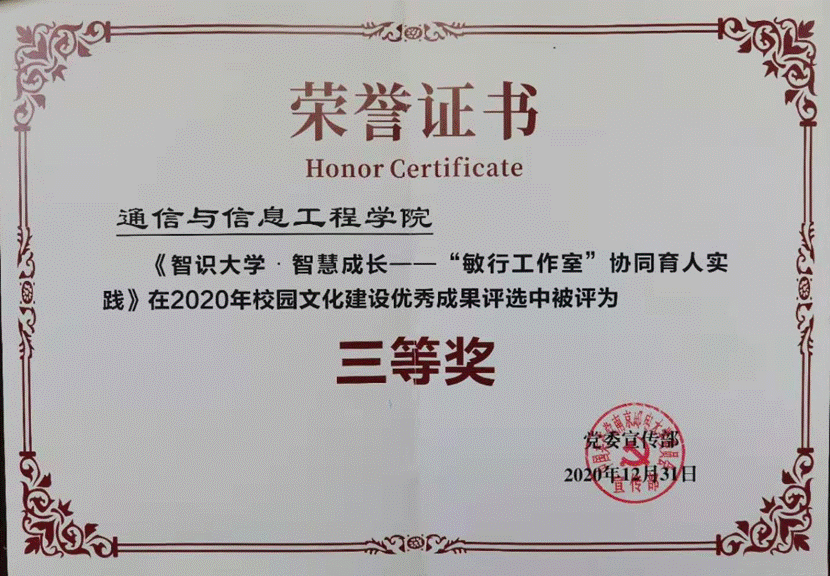 荣誉证书
Honor Certificate
通信与信息工程学院
《智识大学·智慧成长——“敏行工作室”协同育人实
践》在2020年校园文化建设优秀成果评选中被评为
三等奖
党委宣传部
2020年12月31日
宣传部